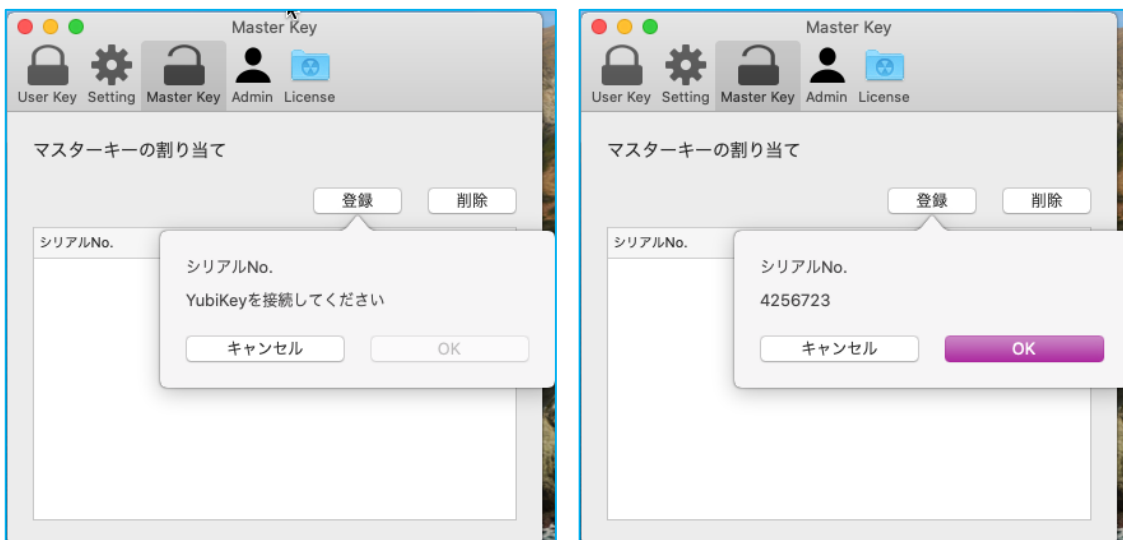 Master Key
User Key Setting Master Key Admin License
マスターキーの割り当て
登録 削除
シリアルNo.
シリアルNo.
YubiKeyを接続してください
キャンセル OK
Master Key
User Key Setting Master Key Admin License
マスターキーの割り当て
登録 削除
シリアルNo.
シリアルNo.
4256723
キャンセル OK